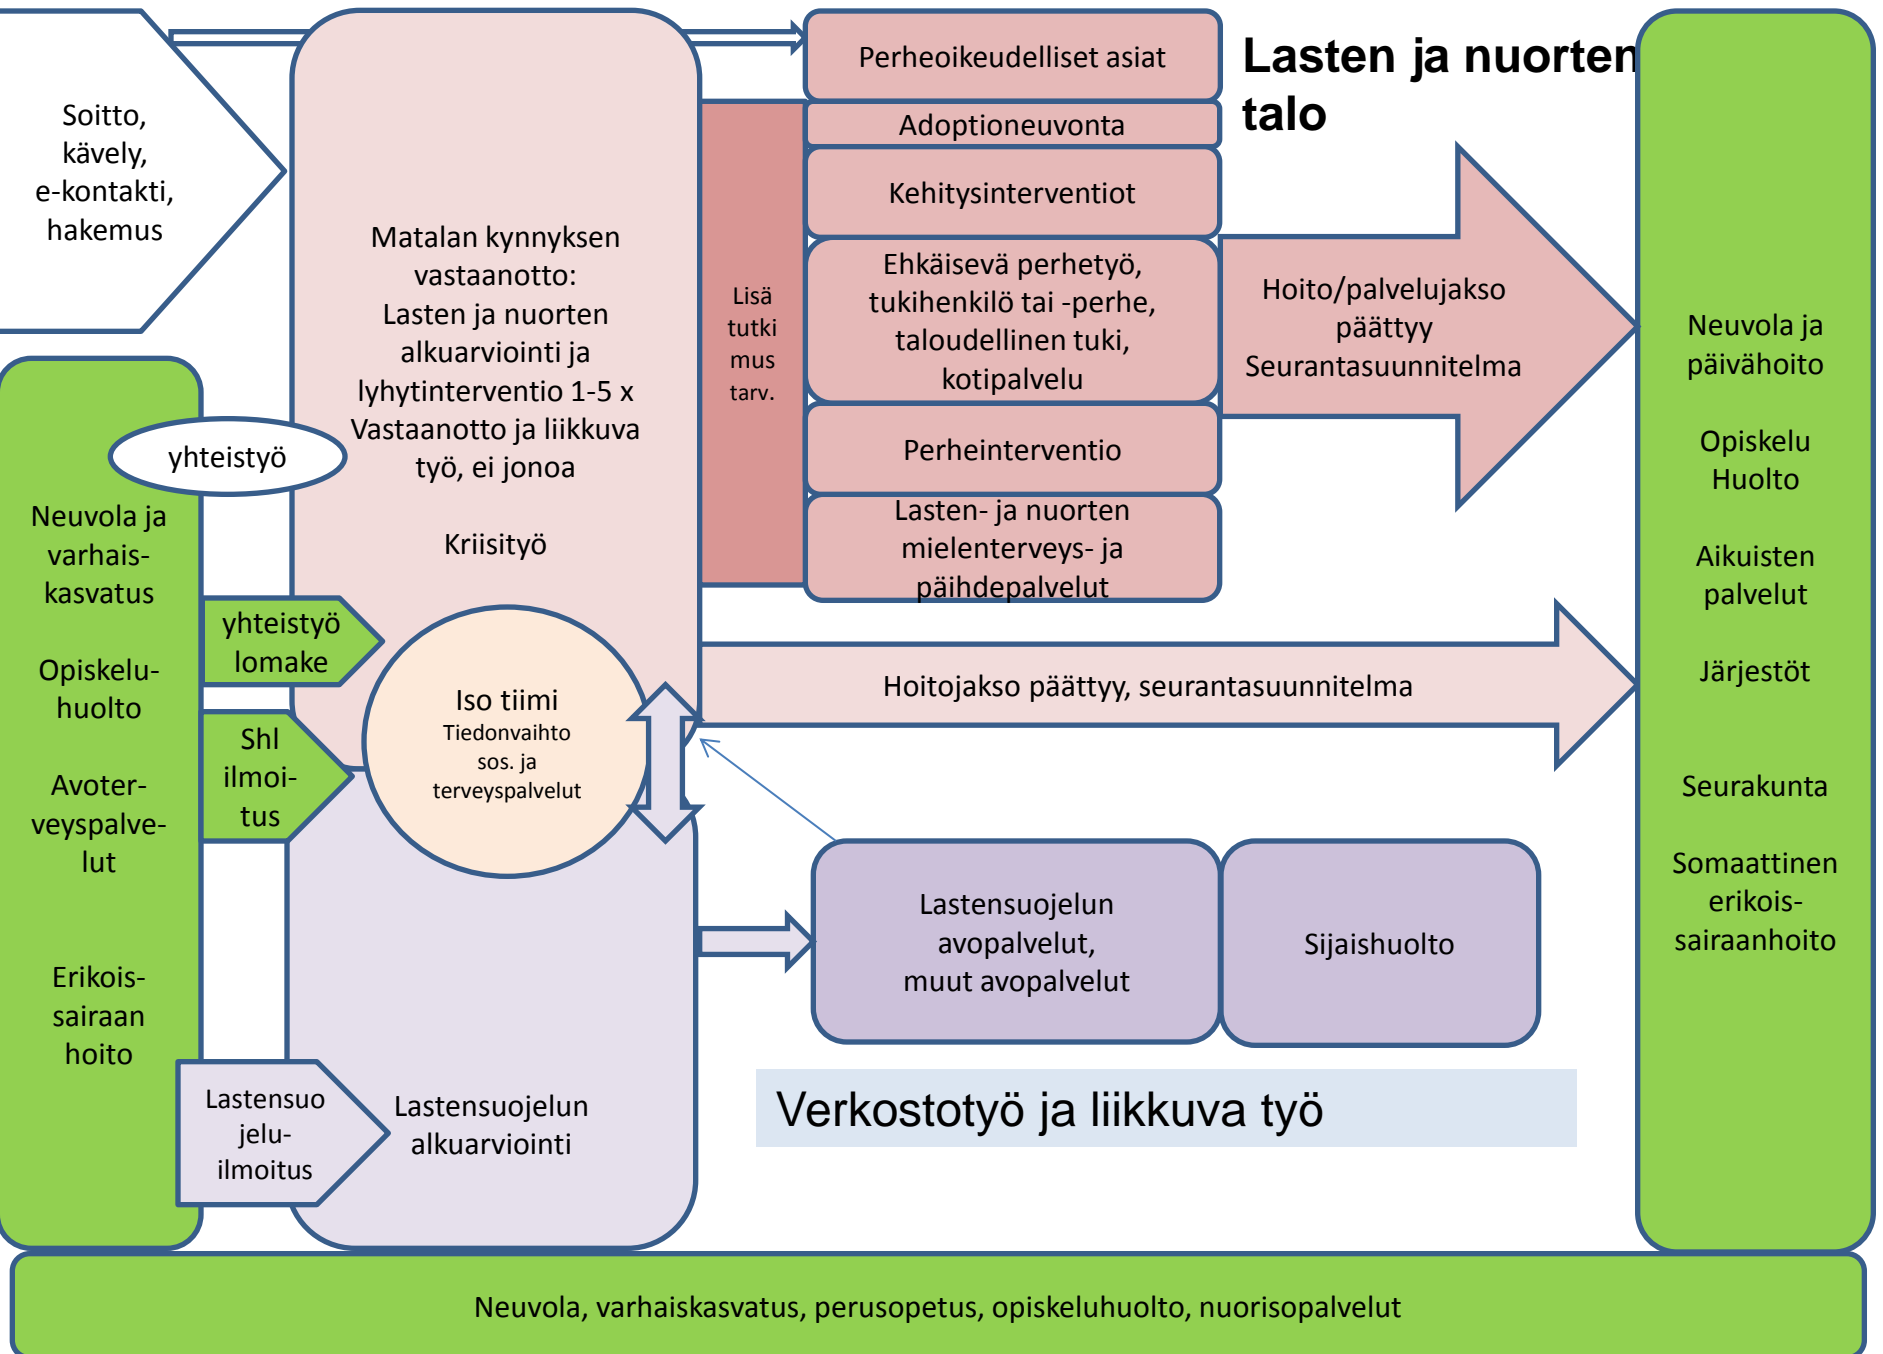 Lasten ja nuorten
talo
Soitto,
kävely,
e-kontakti,
hakemus
Neuvola ja
varhais-
kasvatus
Opiskelu-
huolto
Avoter-
veyspalve-
lut
Erikois-
sairaan
hoito
yhteistyö
yhteistyö
lomake
Shl
ilmoi-
tus
Lastensuo
jelu-
ilmoitus
Matalan kynnyksen
vastaanotto:
Lasten ja nuorten
alkuarviointi ja
lyhytinterventio 1-5 x
Vastaanotto ja liikkuva
työ, ei jonoa
Kriisityö
Iso tiimi
Tiedonvaihto
sos. ja
terveyspalvelut
Lastensuojelun
alkuarviointi
Lisä
tutki
mus
tarv.
Perheoikeudelliset asiat
Adoptioneuvonta
Kehitysinterventiot
Ehkäisevä perhetyö,
tukihenkilö tai -perhe,
taloudellinen tuki,
kotipalvelu
Perheinterventio
Lasten- ja nuorten
mielenterveys- ja
päihdepalvelut
Hoito/palvelujakso
päättyy
Seurantasuunnitelma
Hoitojakso päättyy, seurantasuunnitelma
Lastensuojelun
avopalvelut,
muut avopalvelut
Sijaishuolto
Verkostotyö ja liikkuva työ
Neuvola ja
päivähoito
Opiskelu
Huolto
Aikuisten
palvelut
Järjestöt
Seurakunta
Somaattinen
erikois-
sairaanhoito
Neuvola, varhaiskasvatus, perusopetus, opiskeluhuolto, nuorisopalvelut